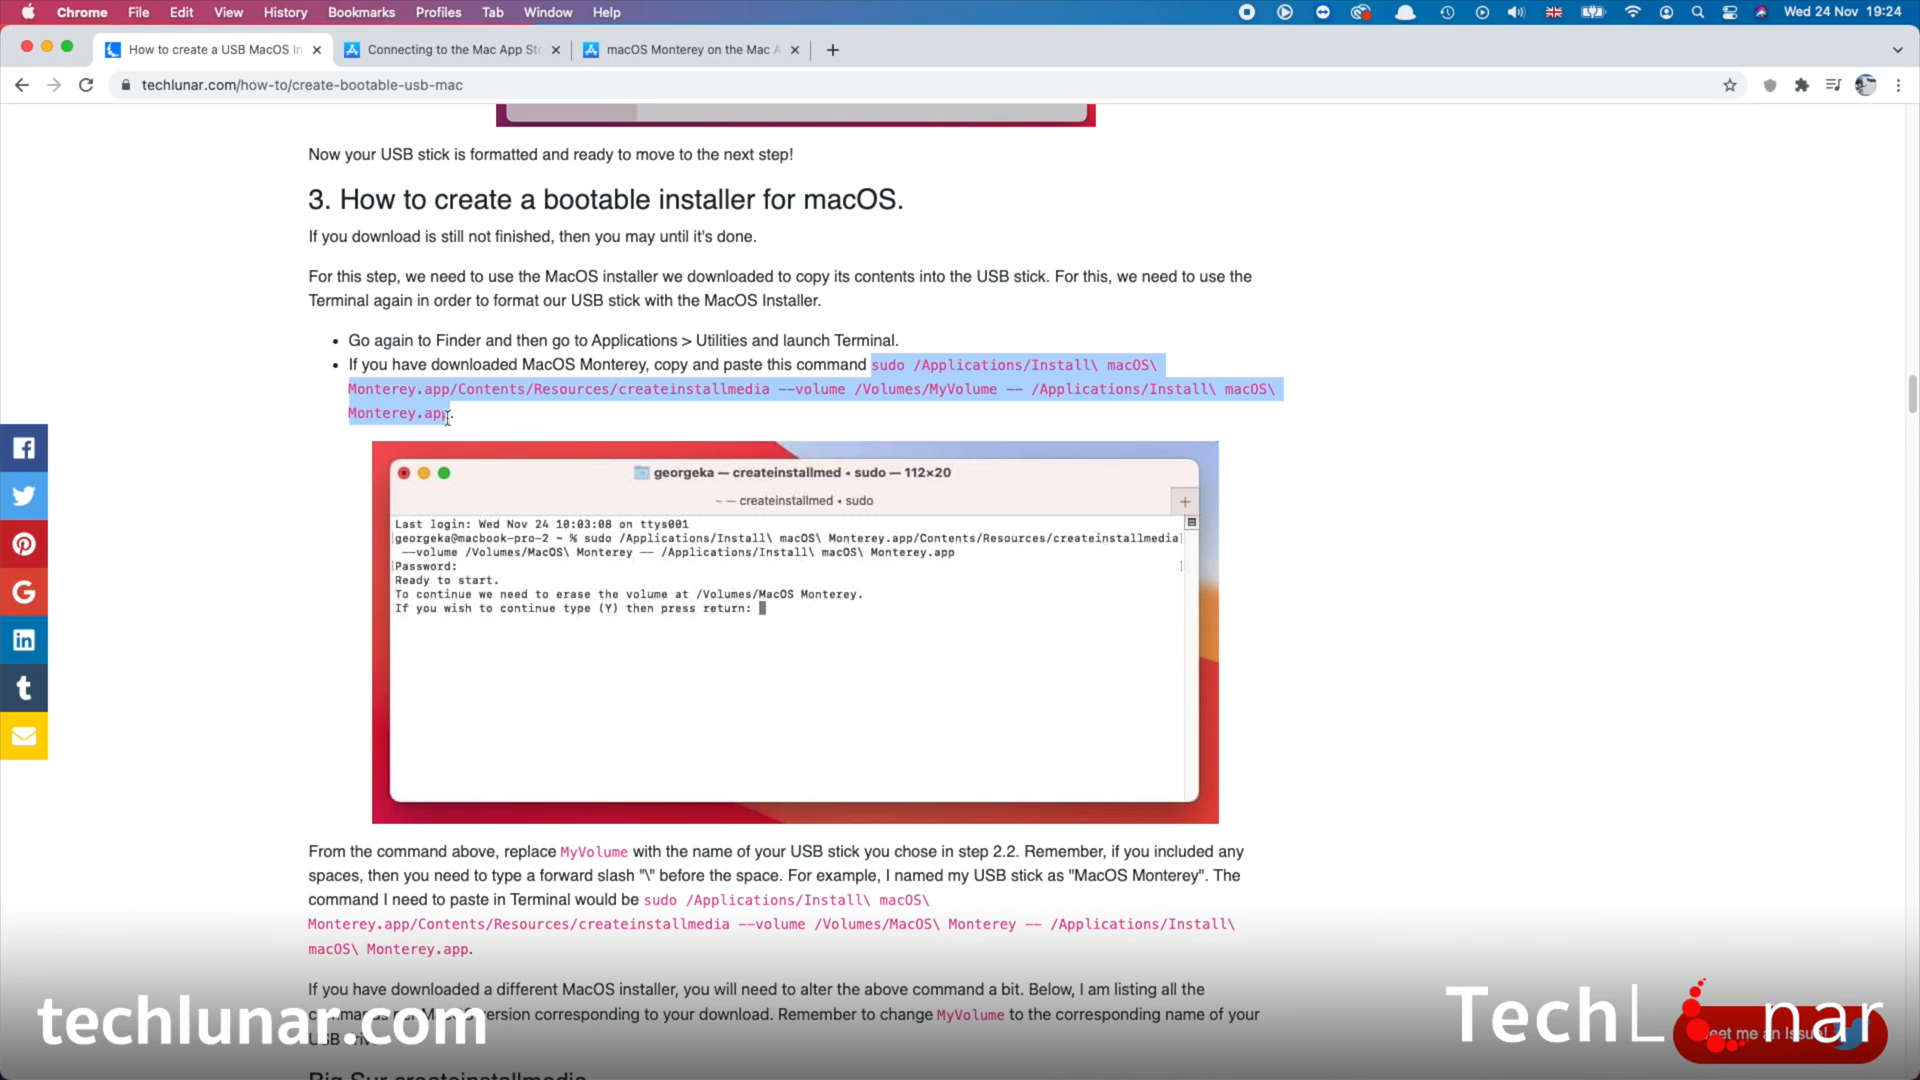 Chrome File Edit View History Bookmarks Profiles Tab Window Help Wed 24 Nov 19:24
How to create a USB MacOS In
Connecting to the Mac App Sto
macOS Monterey on the Mac A
techlunar.com/how-to/create-bootable-usb-mac
Now your USB stick is formatted and ready to move to the next step!
3. How to create a bootable installer for macOS.
If you download is still not finished, then you may until it's done.
For this step, we need to use the MacOS installer we downloaded to copy its contents into the USB stick. For this, we need to use the
Terminal again in order to format our USB stick with the MacOS Installer.
• Go again to Finder and then go to Applications > Utilities and launch Terminal.
• If you have downloaded MacOS Monterey, copy and paste this command sudo /Applications/Install\ macOS\
Monterey.app/Contents/Resources/createinstallmedia --volume /Volumes/MyVolume -- /Applications/Install\ macOS\
Monterey.app.
georgeka — createinstallmed • sudo — 112×20
~ — createinstallmed • sudo
Last login: Wed Nov 24 10:03:08 on ttys001
[georgeka@macbook-pro-2 ~ % sudo /Applications/Install\ macOS\ Monterey.app/Contents/Resources/createinstallmedia]
--volume /Volumes/MacOS\ Monterey -- /Applications/Install\ macOS\ Monterey.app
[Password: ]
Ready to start.
To continue we need to erase the volume at /Volumes/MacOS Monterey.
If you wish to continue type (Y) then press return:
From the command above, replace MyVolume with the name of your USB stick you chose in step 2.2. Remember, if you included any
spaces, then you need to type a forward slash "\" before the space. For example, I named my USB stick as "MacOS Monterey". The
command I need to paste in Terminal would be sudo /Applications/Install\ macOS\
Monterey.app/Contents/Resources/createinstallmedia --volume /Volumes/MacOS\ Monterey -- /Applications/Install\
macOS\ Monterey.app.
If you have downloaded a different MacOS installer, you will need to alter the above command a bit. Below, I am listing all the
version corresponding to your download. Remember to change MyVolume to the corresponding name of your
techlunar.com
TechLunar
me an Issue!
Big Sur createinstallmedia